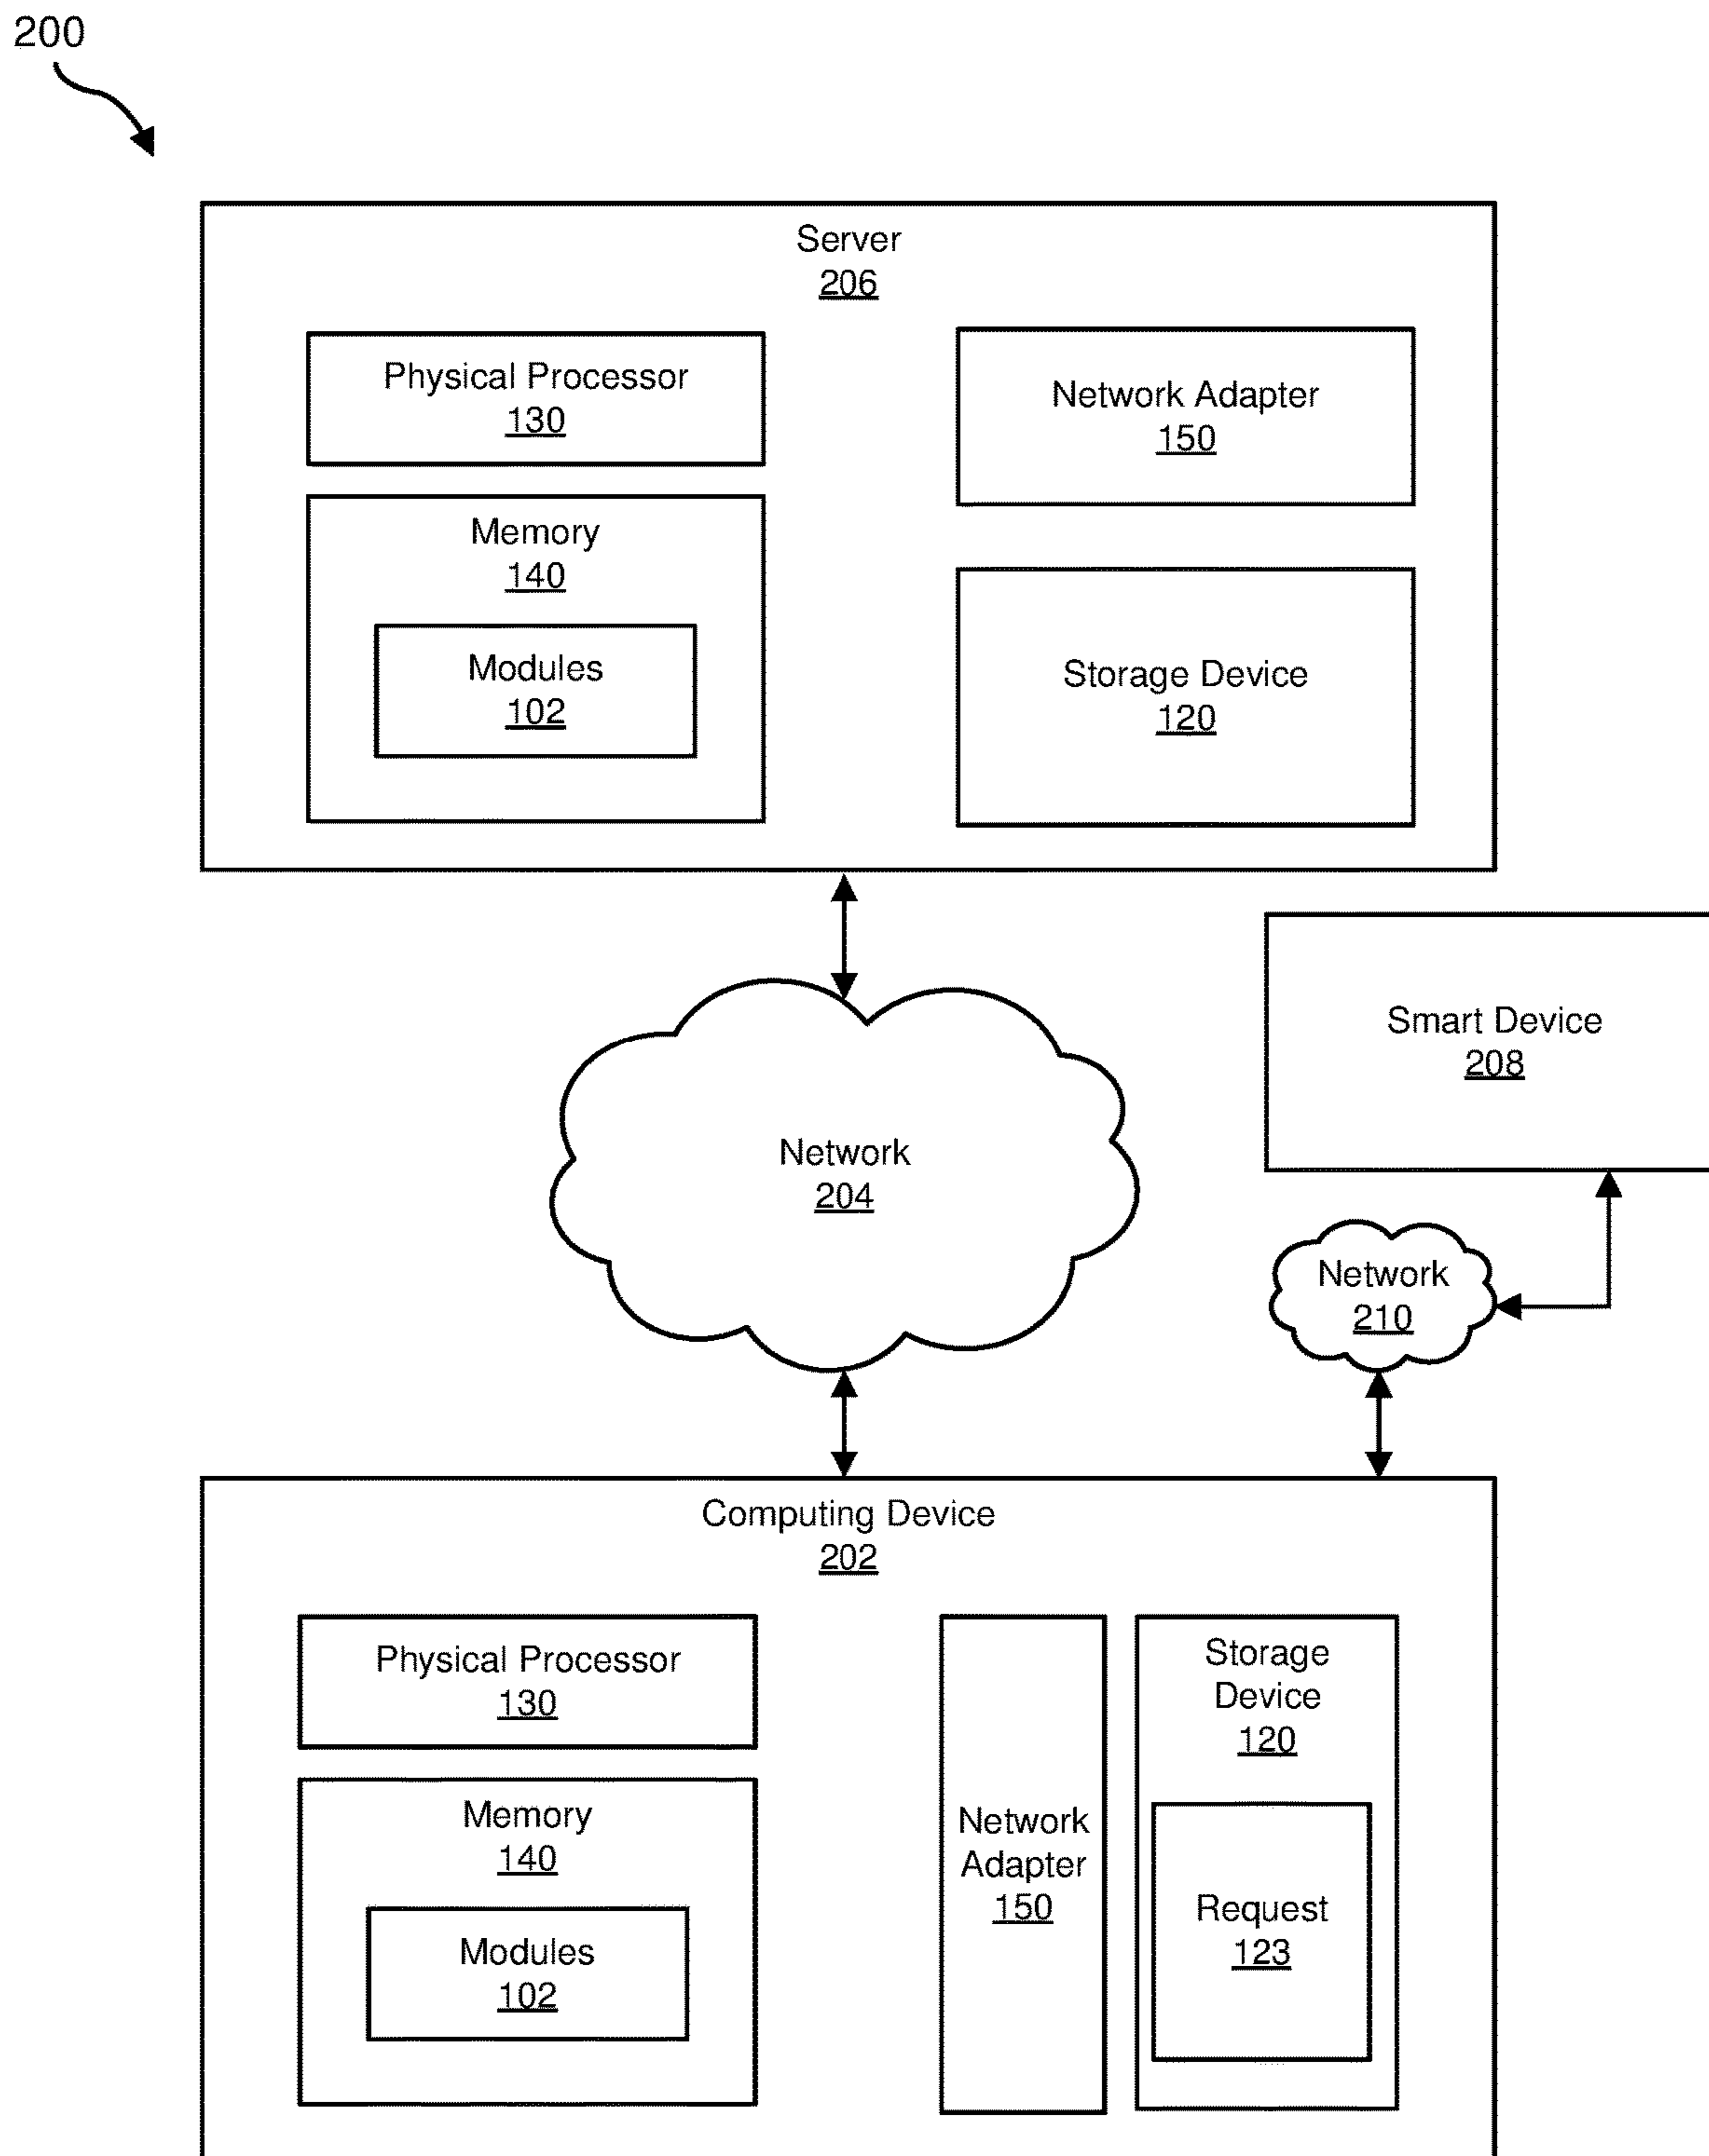 200
Server
206
Physical Processor
130
Network Adapter
150
Memory
140
Modules
102
Storage Device
120
Smart Device
208
Network
204
Network
210
Computing Device
202
Physical Processor
130
Memory
140
Modules
102
Network
Adapter
150
Storage
Device
120
Request
123